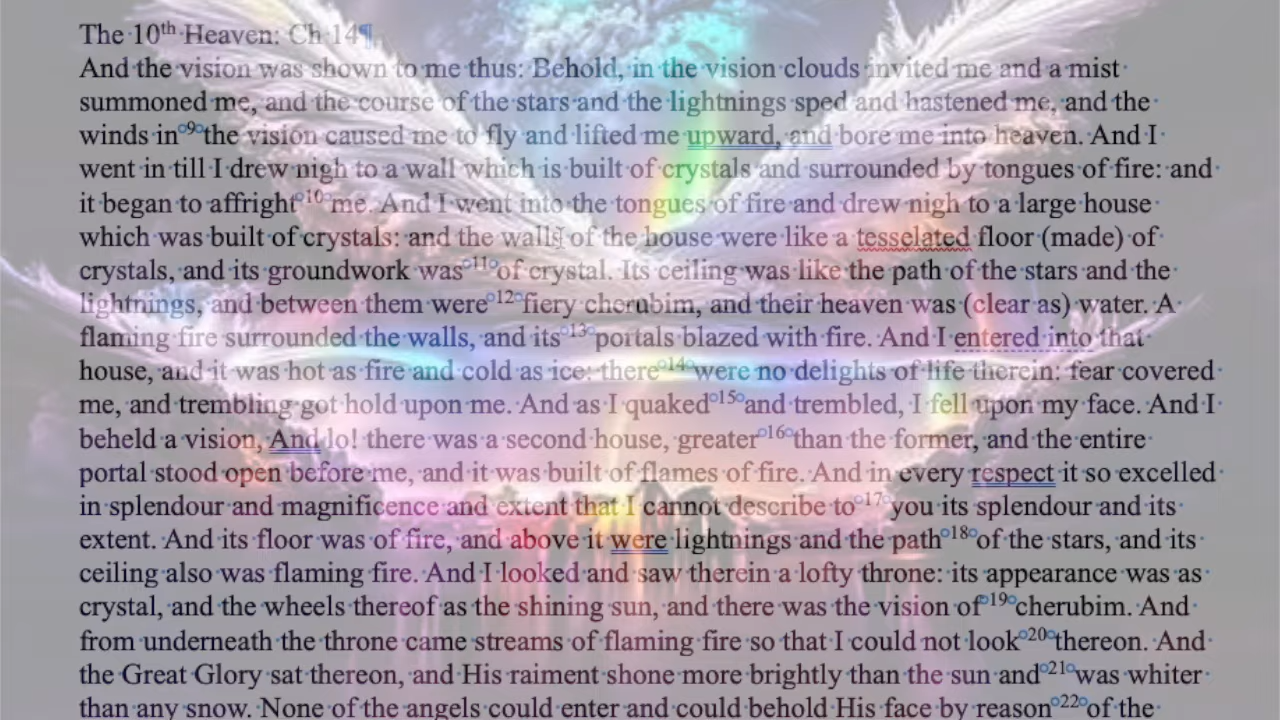 The 10th Heaven: Ch 14¶
And the vision was shown to me thus: Behold, in the vision clouds invited me and a mist
summoned me, and the course of the stars and the lightnings sped and hastened me, and the
winds in 9 the vision caused me to fly and lifted me upward, and bore me into heaven. And I
went in till I drew nigh to a wall which is built of crystals and surrounded by tongues of fire: and
it began to affright 10 me. And I went into the tongues of fire and drew nigh to a large house
which was built of crystals: and the walls of the house were like a tesselated floor (made) of
crystals, and its groundwork was 11 of crystal. Its ceiling was like the path of the stars and the
lightnings, and between them were 12 fiery cherubim, and their heaven was (clear as) water. A
flaming fire surrounded the walls, and its 13 portals blazed with fire. And I entered into that
house, and it was hot as fire and cold as ice: there 14 were no delights of life therein: fear covered
me, and trembling got hold upon me. And as I quaked 15 and trembled, I fell upon my face. And I
beheld a vision, And lo! there was a second house, greater 16 than the former, and the entire
portal stood open before me, and it was built of flames of fire. And in every respect it so excelled
in splendour and magnificence and extent that I cannot describe to 17 you its splendour and its
extent. And its floor was of fire, and above it were lightnings and the path 18 of the stars, and its
ceiling also was flaming fire. And I looked and saw therein a lofty throne: its appearance was as
crystal, and the wheels thereof as the shining sun, and there was the vision of 19 cherubim. And
from underneath the throne came streams of flaming fire so that I could not look 20 thereon. And
the Great Glory sat thereon, and His raiment shone more brightly than the sun and 21 was whiter
than any snow. None of the angels could enter and could behold His face by reason 22 of the